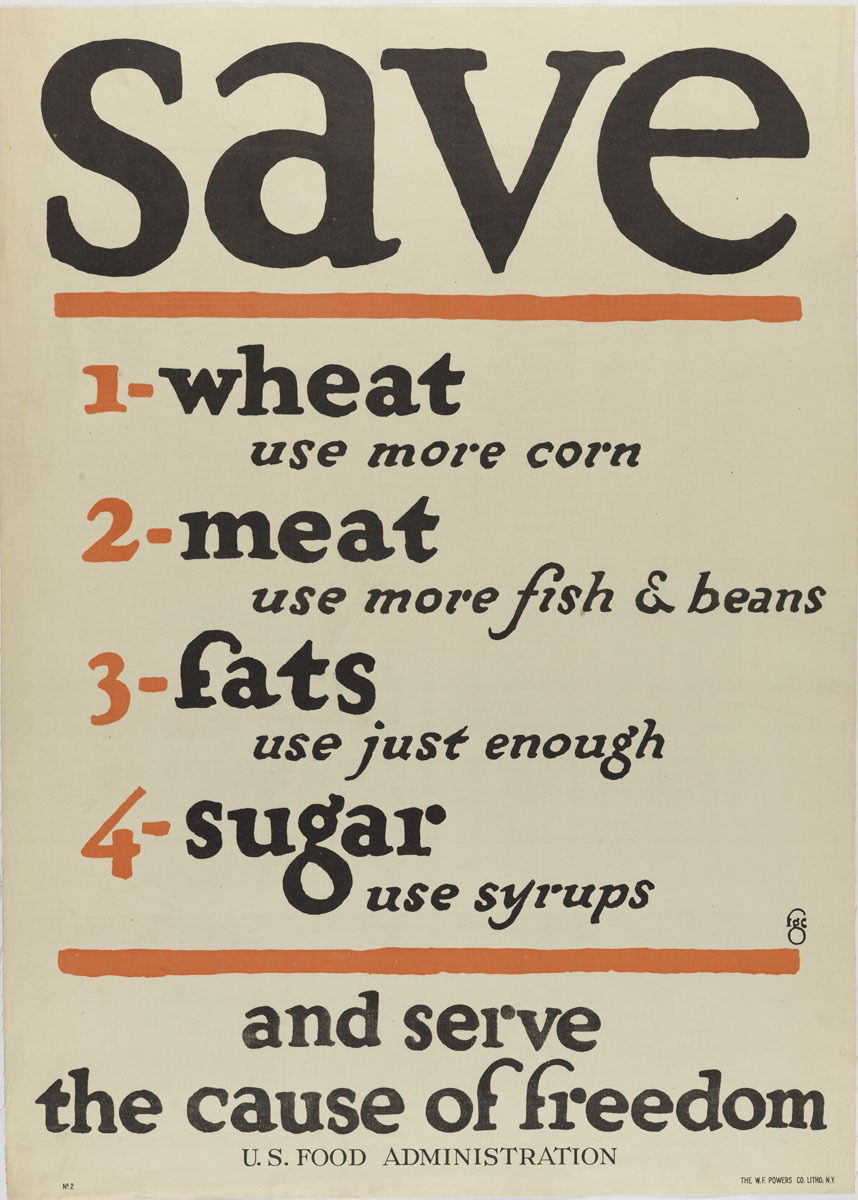 save
1-wheat
use more corn
2-meat
use more fish & beans
3-fats
use just enough
4-sugar
use syrups
fgc
and serve
the cause of freedom
U. S. FOOD ADMINISTRATION
Nº 2
THE W. F. POWERS CO. LITHO, N.Y.